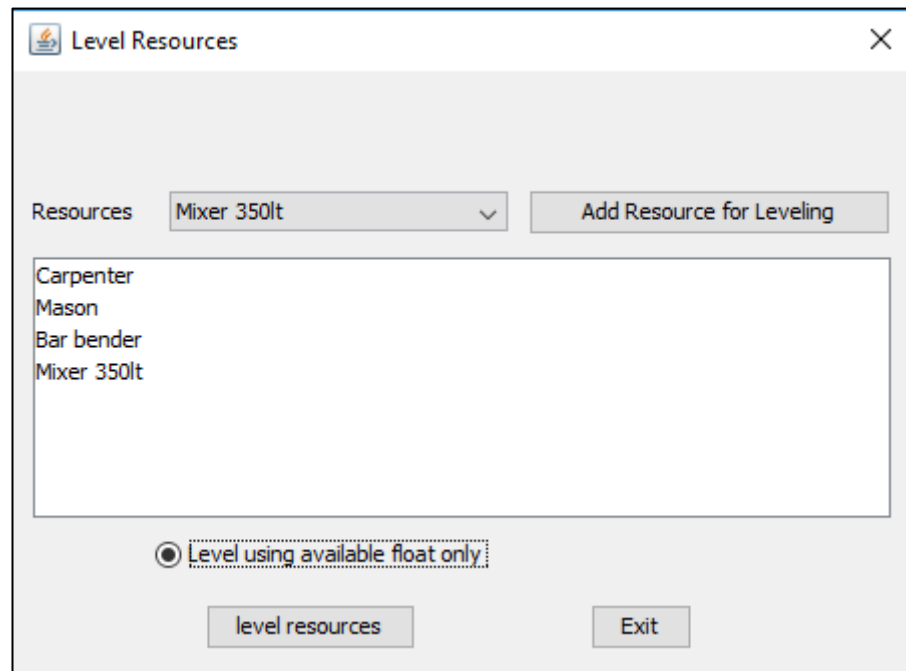 Level Resources
Resources Mixer 350lt Add Resource for Leveling
Carpenter
Mason
Bar bender
Mixer 350lt
Level using available float only
level resources Exit